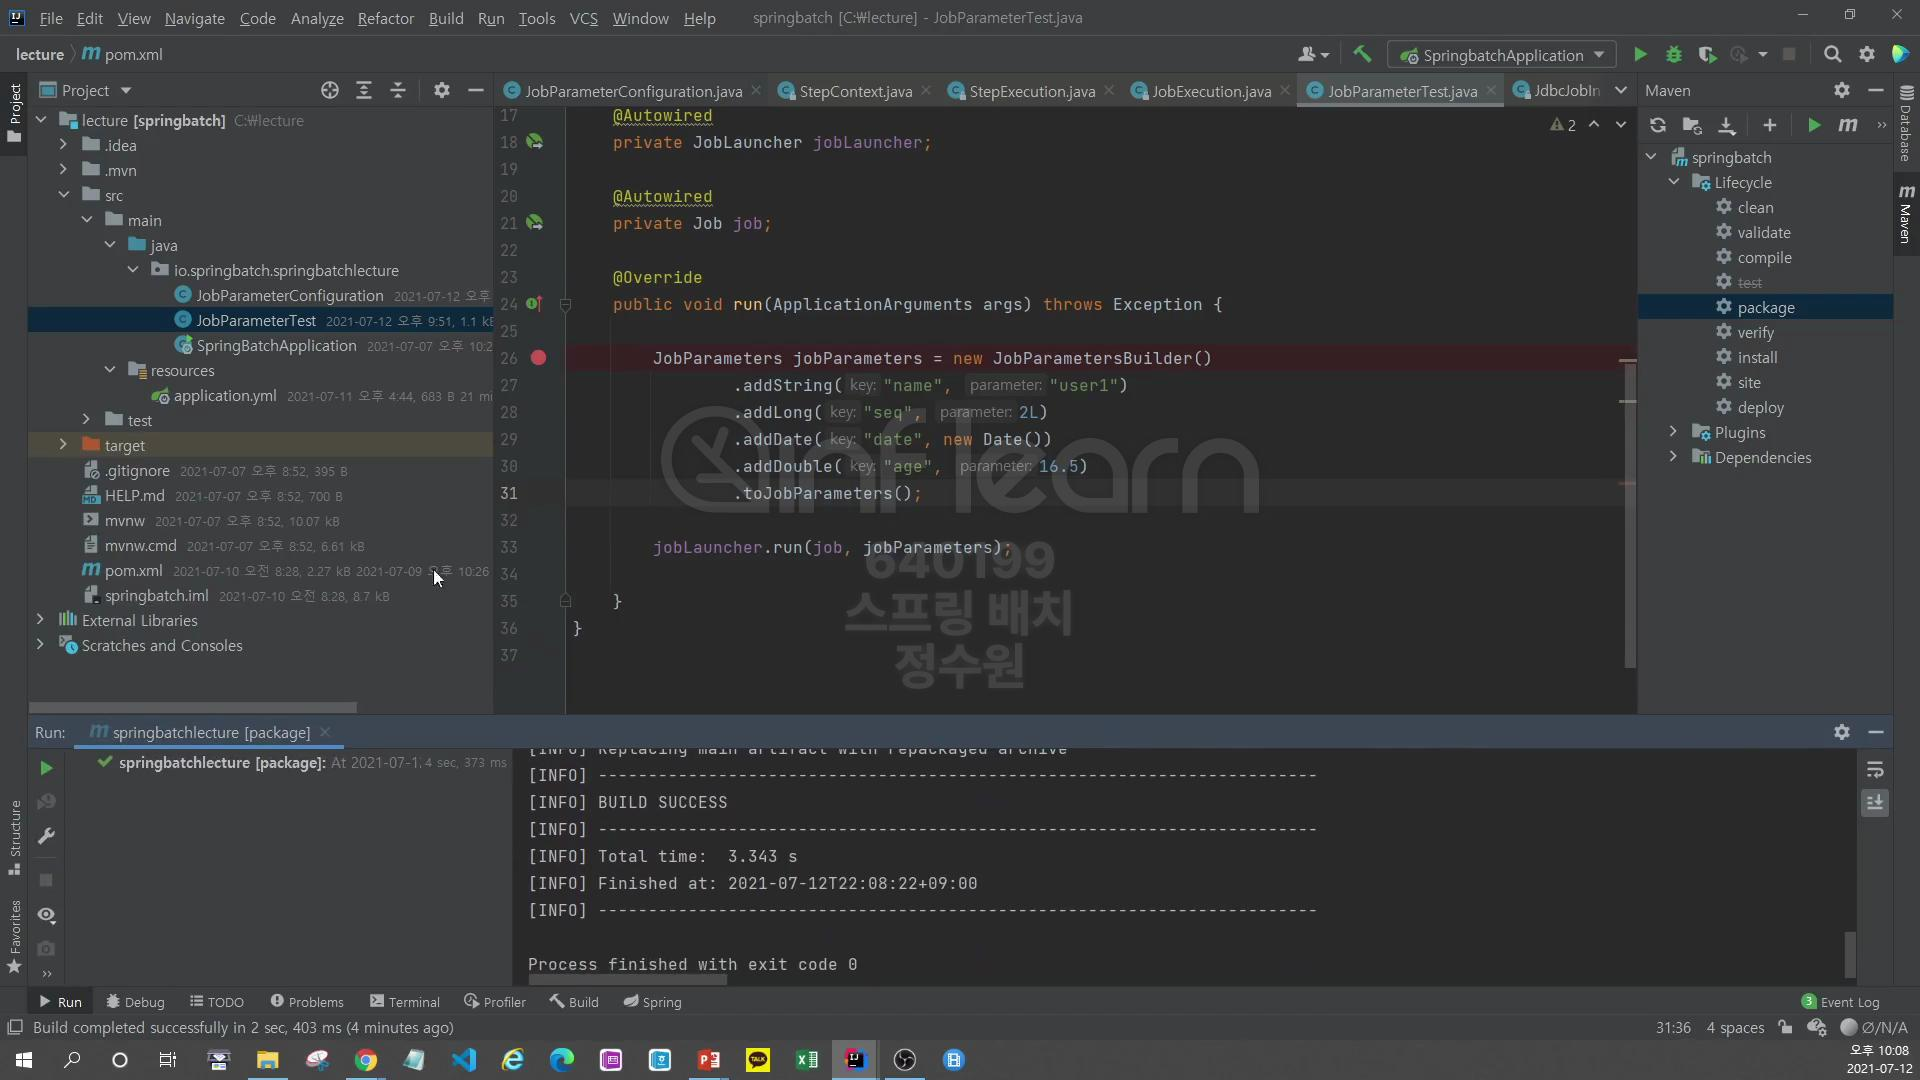 File Edit View Navigate Code Analyze Refactor Build Run Tools VCS Window Help springbatch [C:₩lecture] - JobParameterTest.java
lecture pom.xml
SpringbatchApplication
Project
JobParameterConfiguration.java StepContext.java StepExecution.java JobExecution.java JobParameterTest.java JdbcJobIn
Maven
lecture [springbatch] C:₩lecture
.idea
.mvn
src
main
java
io.springbatch.springbatchlecture
JobParameterConfiguration 2021-07-12 오후
JobParameterTest 2021-07-12 오후 9:51, 1.1 kB
SpringBatchApplication 2021-07-07 오후 10:2
resources
application.yml 2021-07-11 오후 4:44, 683 B 21 mi
test
target
.gitignore 2021-07-07 오후 8:52, 395 B
HELP.md 2021-07-07 오후 8:52, 700 B
mvnw 2021-07-07 오후 8:52, 10.07 kB
mvnw.cmd 2021-07-07 오후 8:52, 6.61 kB
pom.xml 2021-07-10 오전 8:28, 2.27 kB 2021-07-09 오후 10:26
springbatch.iml 2021-07-10 오전 8:28, 8.7 kB
External Libraries
Scratches and Consoles
17 @Autowired
18 private JobLauncher jobLauncher;
19
20 @Autowired
21 private Job job;
22
23 @Override
24 public void run(ApplicationArguments args) throws Exception {
25
26 JobParameters jobParameters = new JobParametersBuilder()
27 .addString( key: "name", parameter: "user1")
28 .addLong( key: "seq", parameter: 2L)
29 .addDate( key: "date", new Date())
30 .addDouble( key: "age", parameter: 16.5)
31 .toJobParameters();
32
33 jobLauncher.run(job, jobParameters);
34
35 }
36 }
37
2
inflearn
640199
스프링 배치
정수원
springbatch
Lifecycle
clean
validate
compile
test
package
verify
install
site
deploy
Plugins
Dependencies
Project
Structure
Favorites
Database
Maven
Run: springbatchlecture [package]
springbatchlecture [package]: At 2021-07-1 4 sec, 373 ms
[INFO] Replacing main artifact with repackaged archive
[INFO] ------------------------------------------------------------------------
[INFO] BUILD SUCCESS
[INFO] ------------------------------------------------------------------------
[INFO] Total time:  3.343 s
[INFO] Finished at: 2021-07-12T22:08:22+09:00
[INFO] ------------------------------------------------------------------------
Process finished with exit code 0
Run Debug TODO Problems Terminal Profiler Build Spring 3 Event Log
Build completed successfully in 2 sec, 403 ms (4 minutes ago) 31:36 4 spaces Ø/N/A
TALK
오후 10:08
2021-07-12